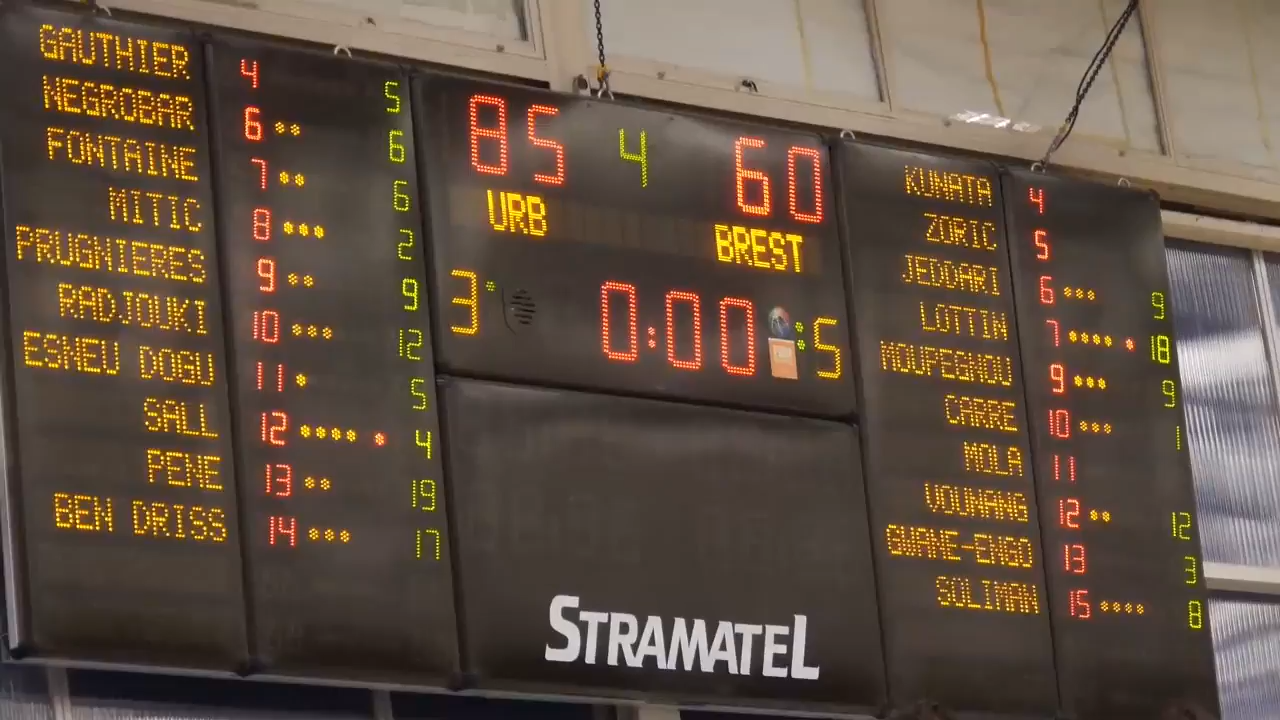 GAUTHIER 4 5
NEGROBAR 6 6
FONTAINE 7 6
MITIC 8 2
PRUGNIERES 9 9
RADJOUKI 10 12
ESMEU DOGU 11 5
SALL 12 4
PENE 13 19
BEN DRISS 14 17
85 4 60
URB BREST
3 0:00 5
STRAMATEL
KUMATA 4
ZORIC 5
JEDDARI 6 9
LOTTIN 7 18
MOUPEGNOU 9 9
CARRE 10 1
MOLA 11
VOUNANG 12 12
GWANE-ENGO 13 3
SULIMAN 15 8